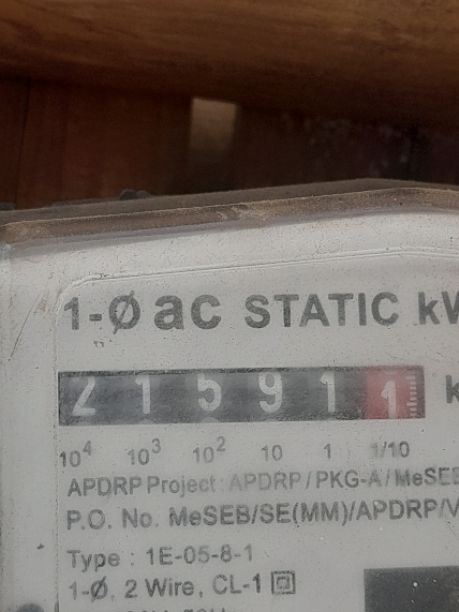 1-Ø ac STATIC kW
2 1 5 9 1 1 k
10⁴ 10³ 10² 10 1 1/10
APDRP Project : APDRP / PKG-A / MeSEB
P.O. No. MeSEB/SE(MM)/APDRP/
Type : 1E-05-8-1
1-Ø, 2 Wire, CL-1